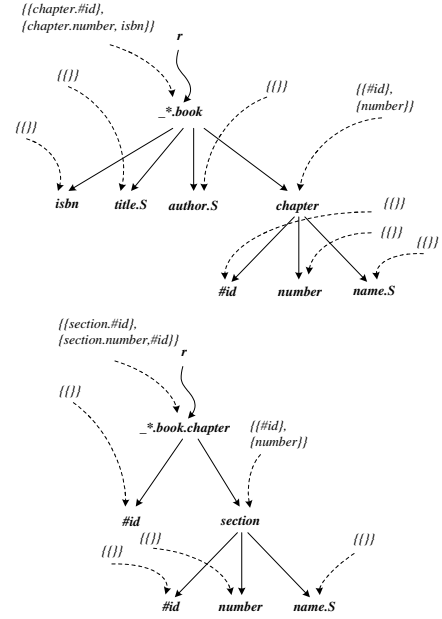 {{chapter.#id},
{chapter.number, isbn}}
r
{{}}
{{}}
{{#id},
{number}}
{{}}
_*.book
isbn
title.S
author.S
chapter
{{}}
{{}}
{{}}
#id
number
name.S
{{section.#id},
{section.number,#id}}
r
{{}}
_*.book.chapter
{{#id},
{number}}
#id
section
{{}}
{{}}
{{}}
#id
number
name.S